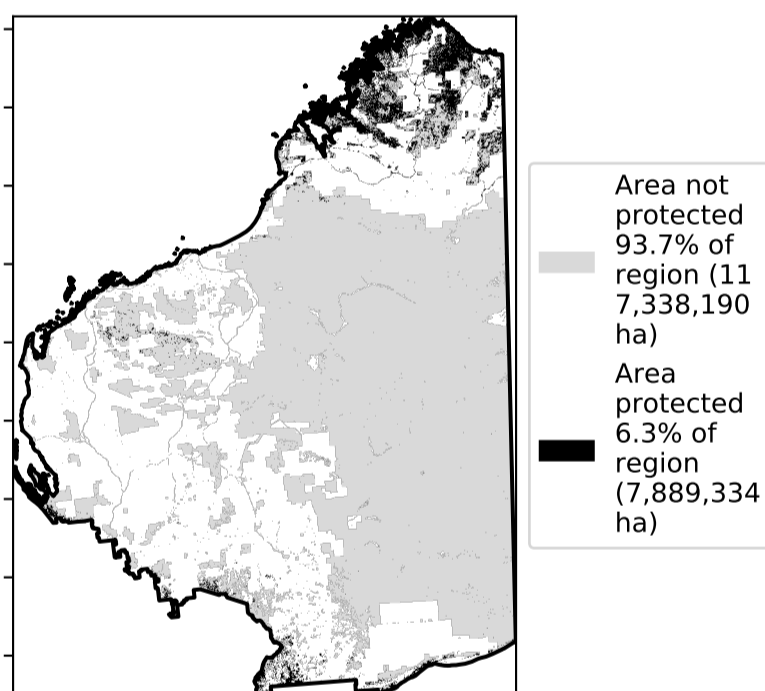 Area not
protected
93.7% of
region (11
7,338,190
ha)
Area
protected
6.3% of
region
(7,889,334
ha)